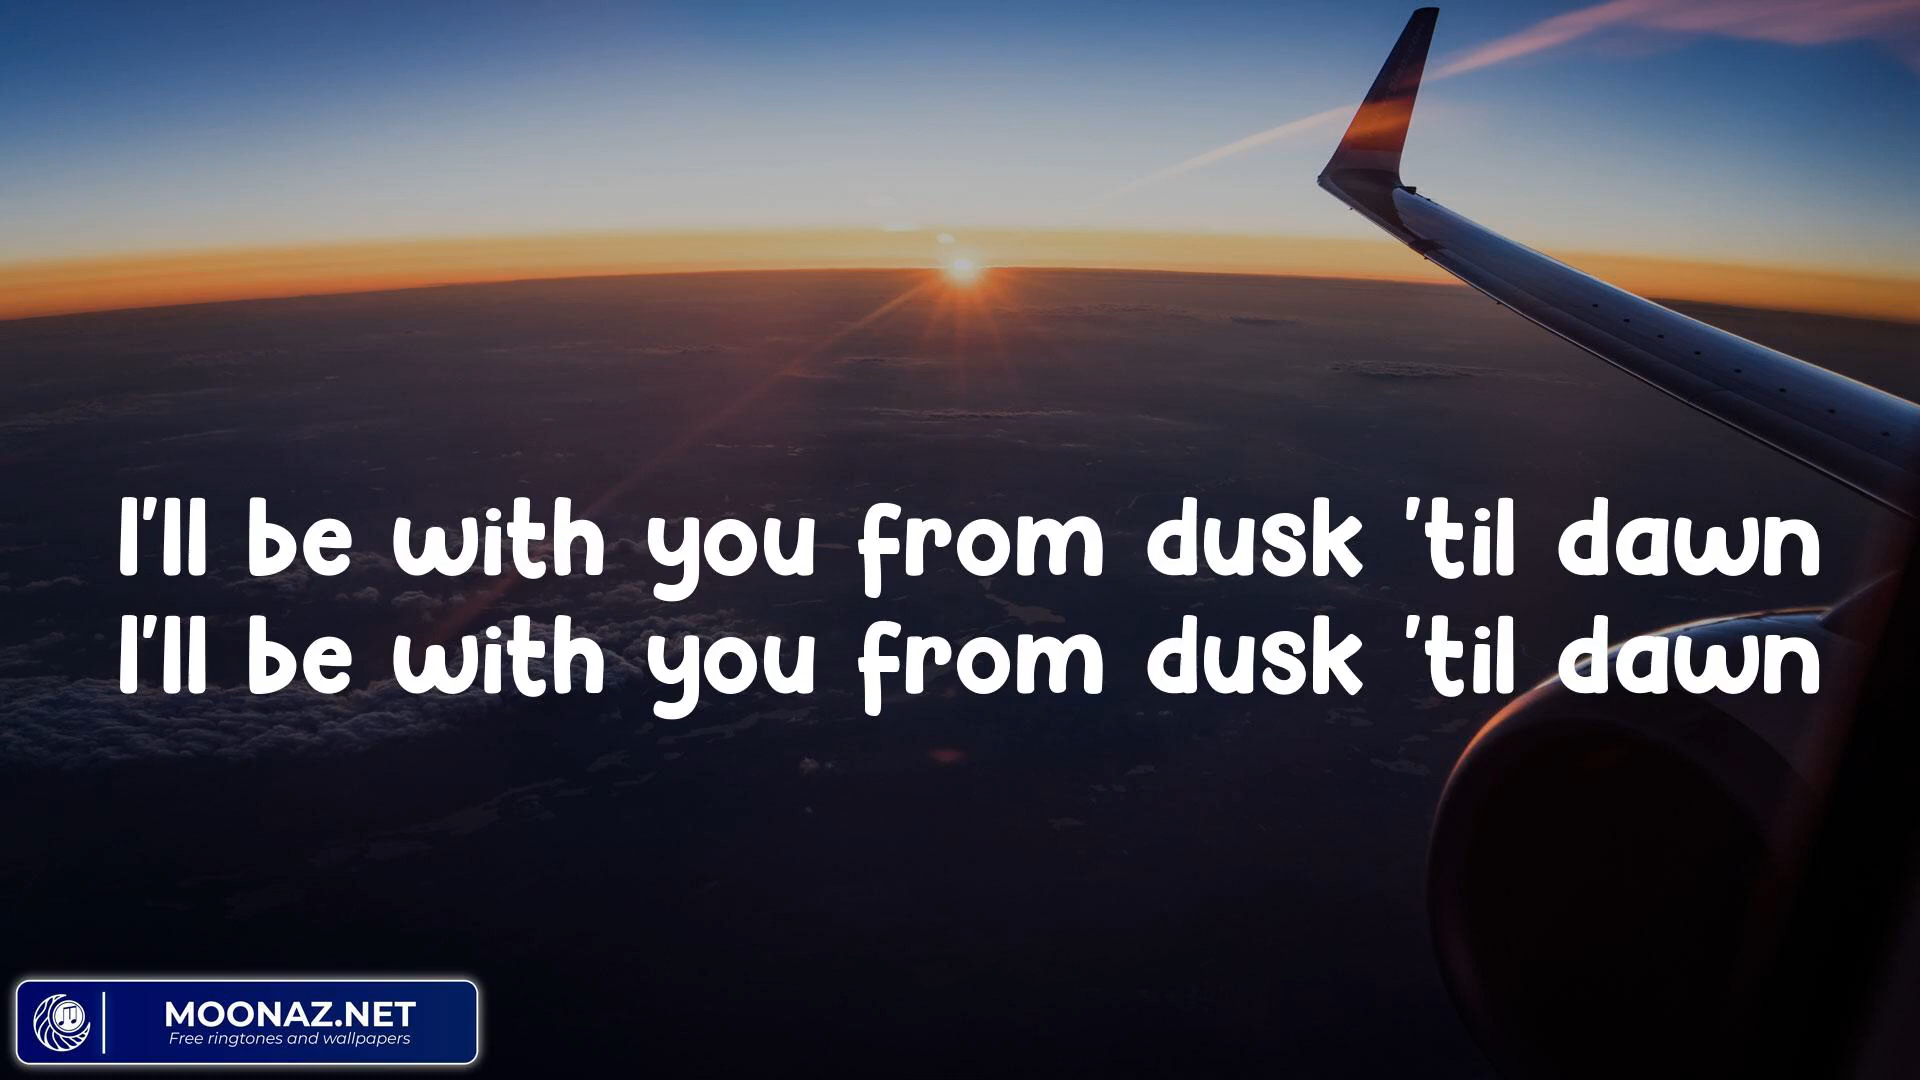 I'll be with you from dusk 'til dawn
I'll be with you from dusk 'til dawn
MOONAZ.NET
Free ringtones and wallpapers